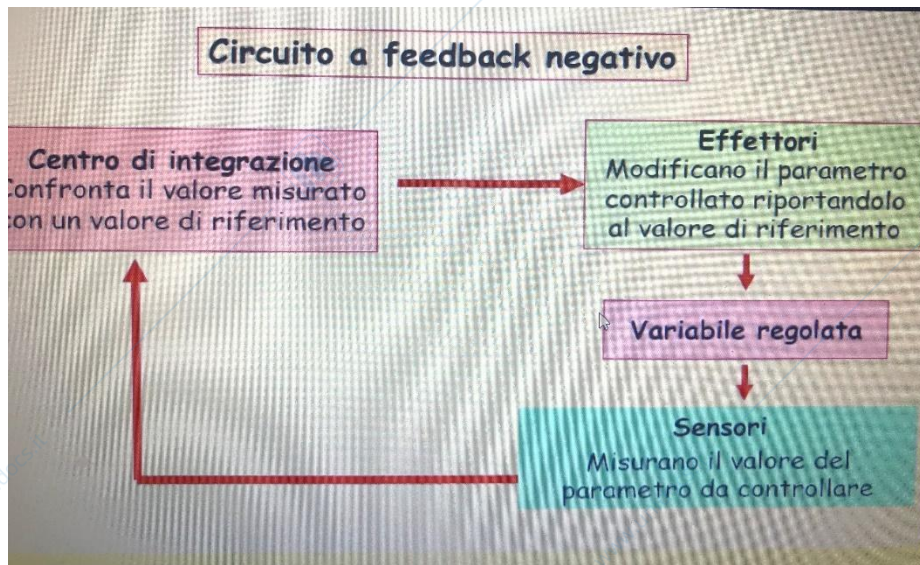 Circuito a feedback negativo
Centro di integrazione
Confronta il valore misurato
con un valore di riferimento
Effettori
Modificano il parametro
controllato riportandolo
al valore di riferimento
Variabile regolata
Sensori
Misurano il valore del
parametro da controllare